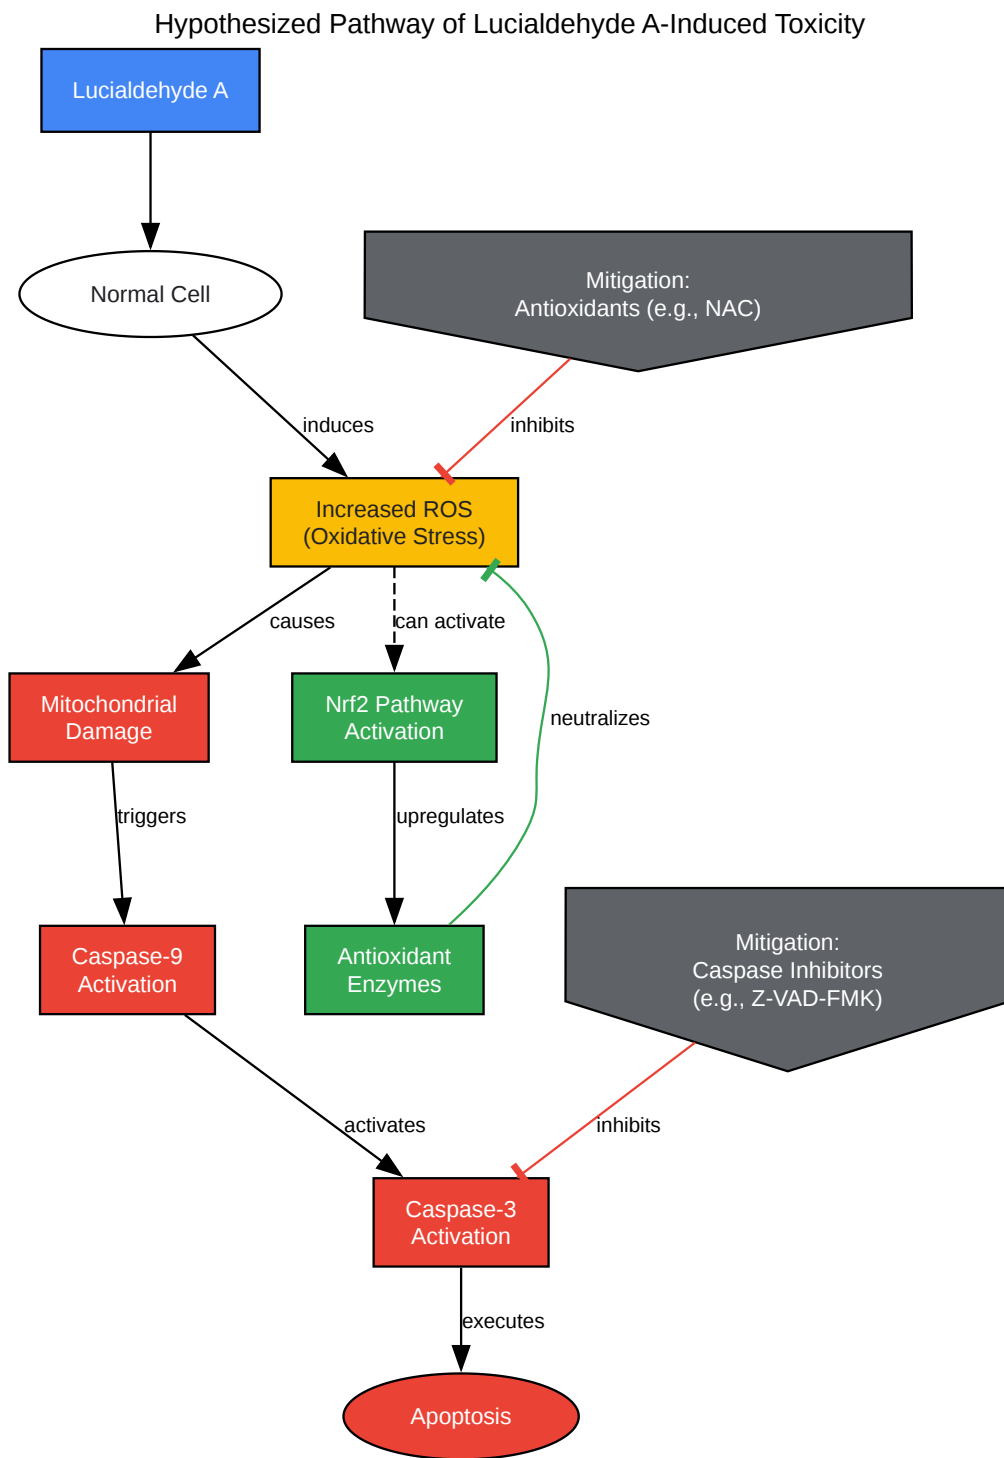 Hypothesized Pathway of Lucialdehyde A-Induced Toxicity
Lucialdehyde A
Normal Cell
Mitigation:
Antioxidants (e.g., NAC)
induces
inhibits
Increased ROS
(Oxidative Stress)
causes
can activate
Mitochondrial
Damage
Nrf2 Pathway
Activation
neutralizes
triggers
upregulates
Caspase-9
Activation
Antioxidant
Enzymes
Mitigation:
Caspase Inhibitors
(e.g., Z-VAD-FMK)
activates
inhibits
Caspase-3
Activation
executes
Apoptosis